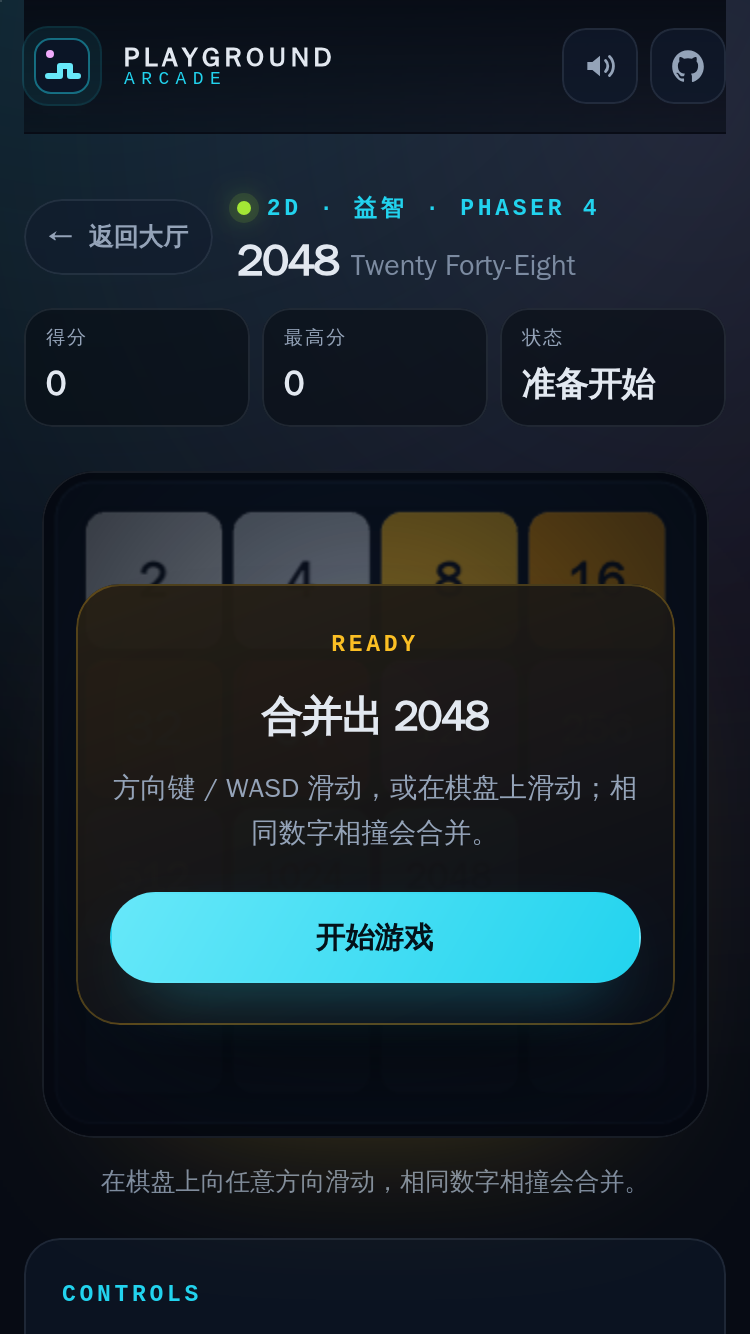 PLAYGROUND
ARCADE
← 返回大厅
2D · 益智 · PHASER 4
2048 Twenty Forty-Eight
得分
0
最高分
0
状态
准备开始
2 4 8 16
READY
合并出 2048
方向键 / WASD 滑动，或在棋盘上滑动；相
同数字相撞会合并。
开始游戏
在棋盘上向任意方向滑动，相同数字相撞会合并。
CONTROLS